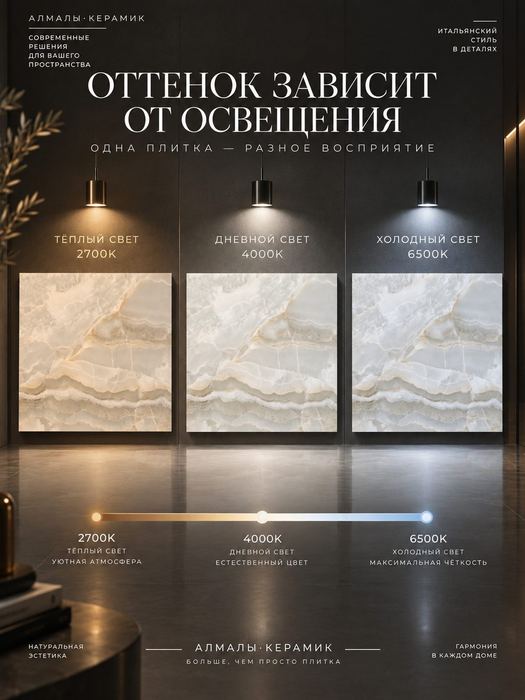 АЛМАЛЫ·КЕРАМИК
СОВРЕМЕННЫЕ
РЕШЕНИЯ
ДЛЯ ВАШЕГО
ПРОСТРАНСТВА
ИТАЛЬЯНСКИЙ
СТИЛЬ
В ДЕТАЛЯХ
ОТТЕНОК ЗАВИСИТ
ОТ ОСВЕЩЕНИЯ
ОДНА ПЛИТКА — РАЗНОЕ ВОСПРИЯТИЕ
ТЁПЛЫЙ СВЕТ
2700K
ДНЕВНОЙ СВЕТ
4000K
ХОЛОДНЫЙ СВЕТ
6500K
2700K
ТЁПЛЫЙ СВЕТ
УЮТНАЯ АТМОСФЕРА
4000K
ДНЕВНОЙ СВЕТ
ЕСТЕСТВЕННЫЙ ЦВЕТ
6500K
ХОЛОДНЫЙ СВЕТ
МАКСИМАЛЬНАЯ ЧЁТКОСТЬ
НАТУРАЛЬНАЯ
ЭСТЕТИКА
АЛМАЛЫ·КЕРАМИК
БОЛЬШЕ, ЧЕМ ПРОСТО ПЛИТКА
ГАРМОНИЯ
В КАЖДОМ ДОМЕ